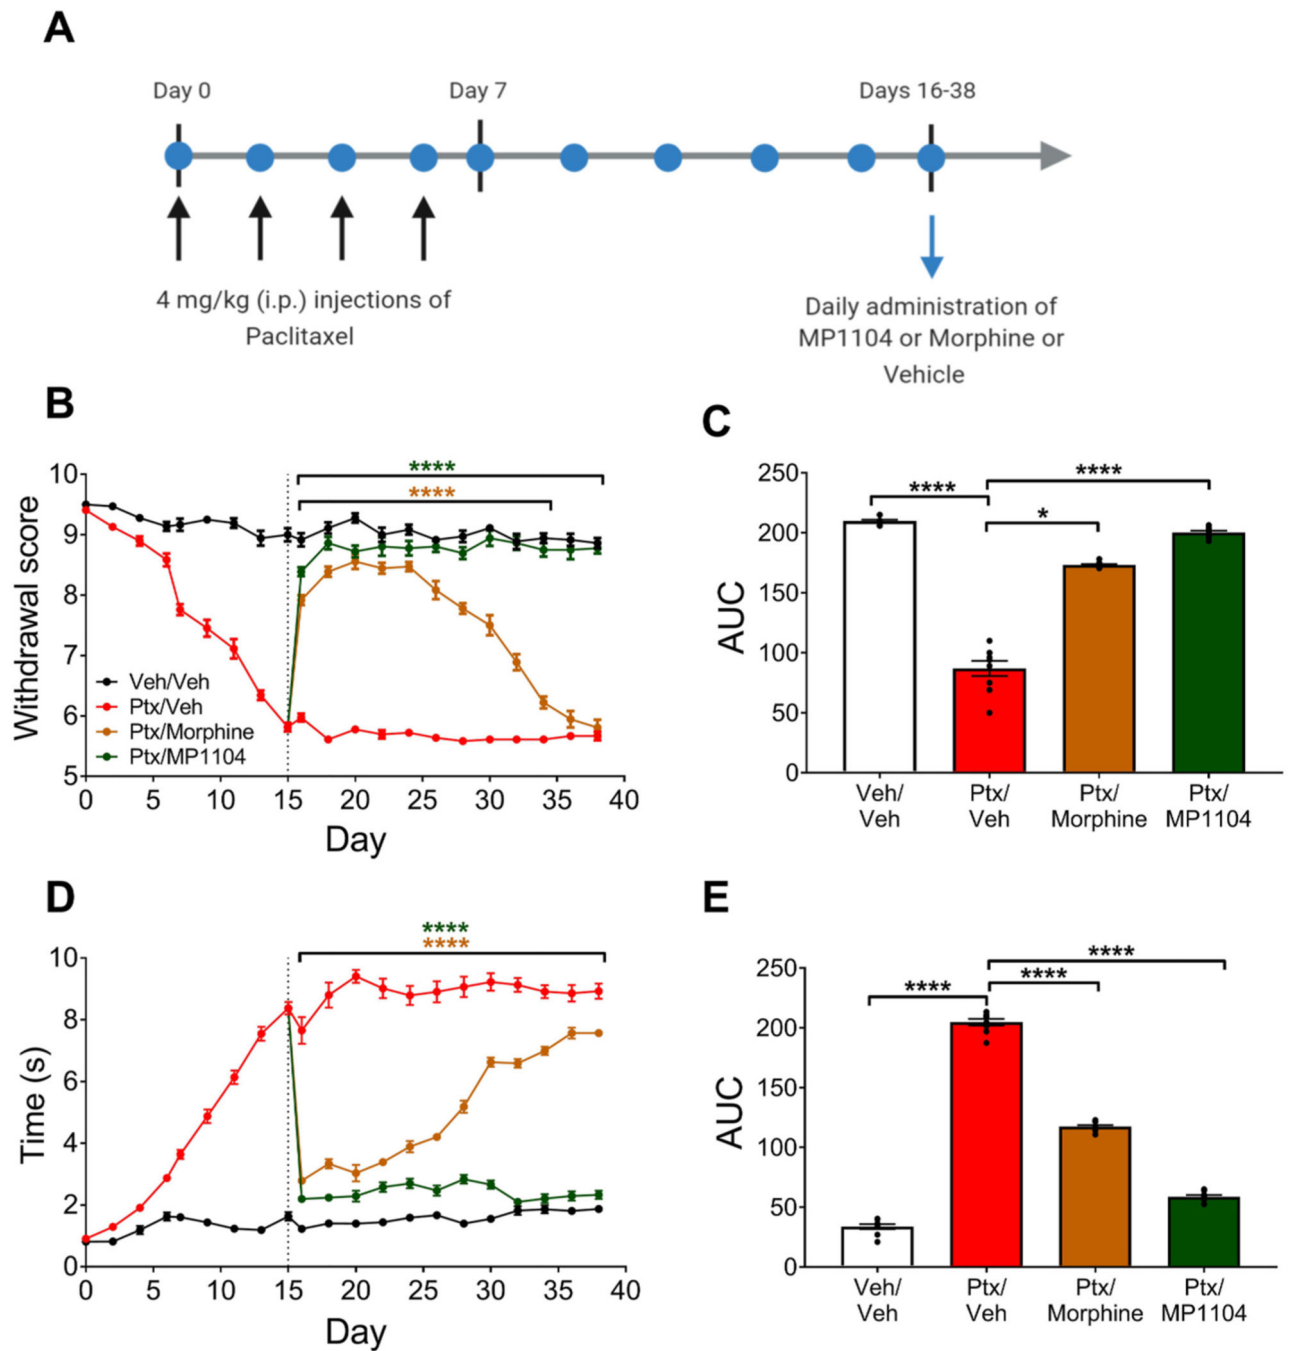 A
Day 0
Day 7
Days 16-38
4 mg/kg (i.p.) injections of
Paclitaxel
Daily administration of
MP1104 or Morphine or
Vehicle
B
****
****
Withdrawal score
10
9
8
7
6
5
Veh/Veh
Ptx/Veh
Ptx/Morphine
Ptx/MP1104
0 5 10 15 20 25 30 35 40
Day
C
****
****
*
AUC
250
200
150
100
50
0
Veh/ Ptx/ Ptx/ Ptx/
Veh Veh Morphine MP1104
D
****
****
Time (s)
10
8
6
4
2
0
0 5 10 15 20 25 30 35 40
Day
E
****
****
****
AUC
250
200
150
100
50
0
Veh/ Ptx/ Ptx/ Ptx/
Veh Veh Morphine MP1104